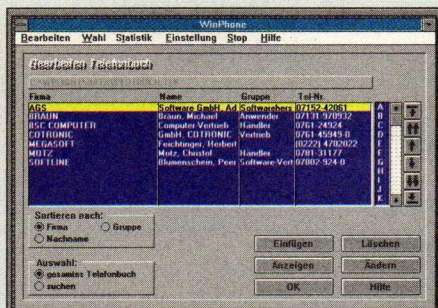 WinPhone
Bearbeiten Wahl Statistik Einstellung Stop Hilfe
Bearbeiten Telefonbuch
Firma Name Gruppe Tel-Nr.
AGS Software GmbH, Ad Softwarehers 07152-42061
BRAUN Braun, Michael Anwender 07131-970932
BSC COMPUTER Computer-Vertrieb Händler 0761-24924
COTRONIC GmbH, COTRONIC Vertrieb 0761-45949-0
MEGASOFT Feichtinger, Herbert (0222) 4702022
MOTZ Motz, Christof Händler 0781-31177
SOFTLINE Blumenschein, Peer Software-Vert 07802-924-0
A
B
C
D
E
F
G
H
I
J
K
Sortieren nach:
Firma Gruppe
Nachname
Auswahl:
gesamtes Telefonbuch
suchen
Einfügen Löschen
Anzeigen Ändern
OK Hilfe